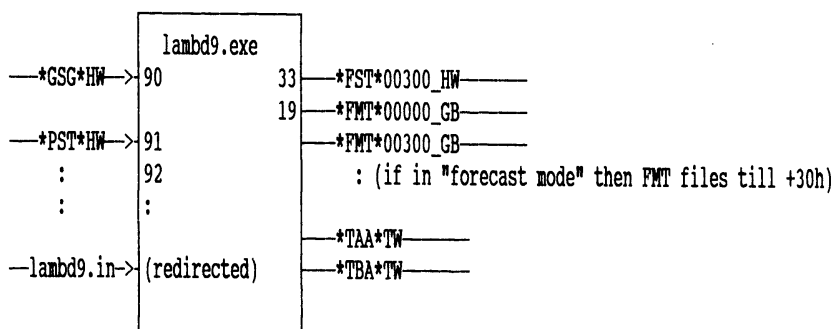 lambd9.exe
*GSG*HW 90 33 *FST*00300_HW
19 *FMT*00000_GB
*PST*HW 91 *FMT*00300_GB
: 92 : (if in "forecast mode" then FMT files till +30h)
: :
*TAA*TW
lambd9.in (redirected) *TBA*TW